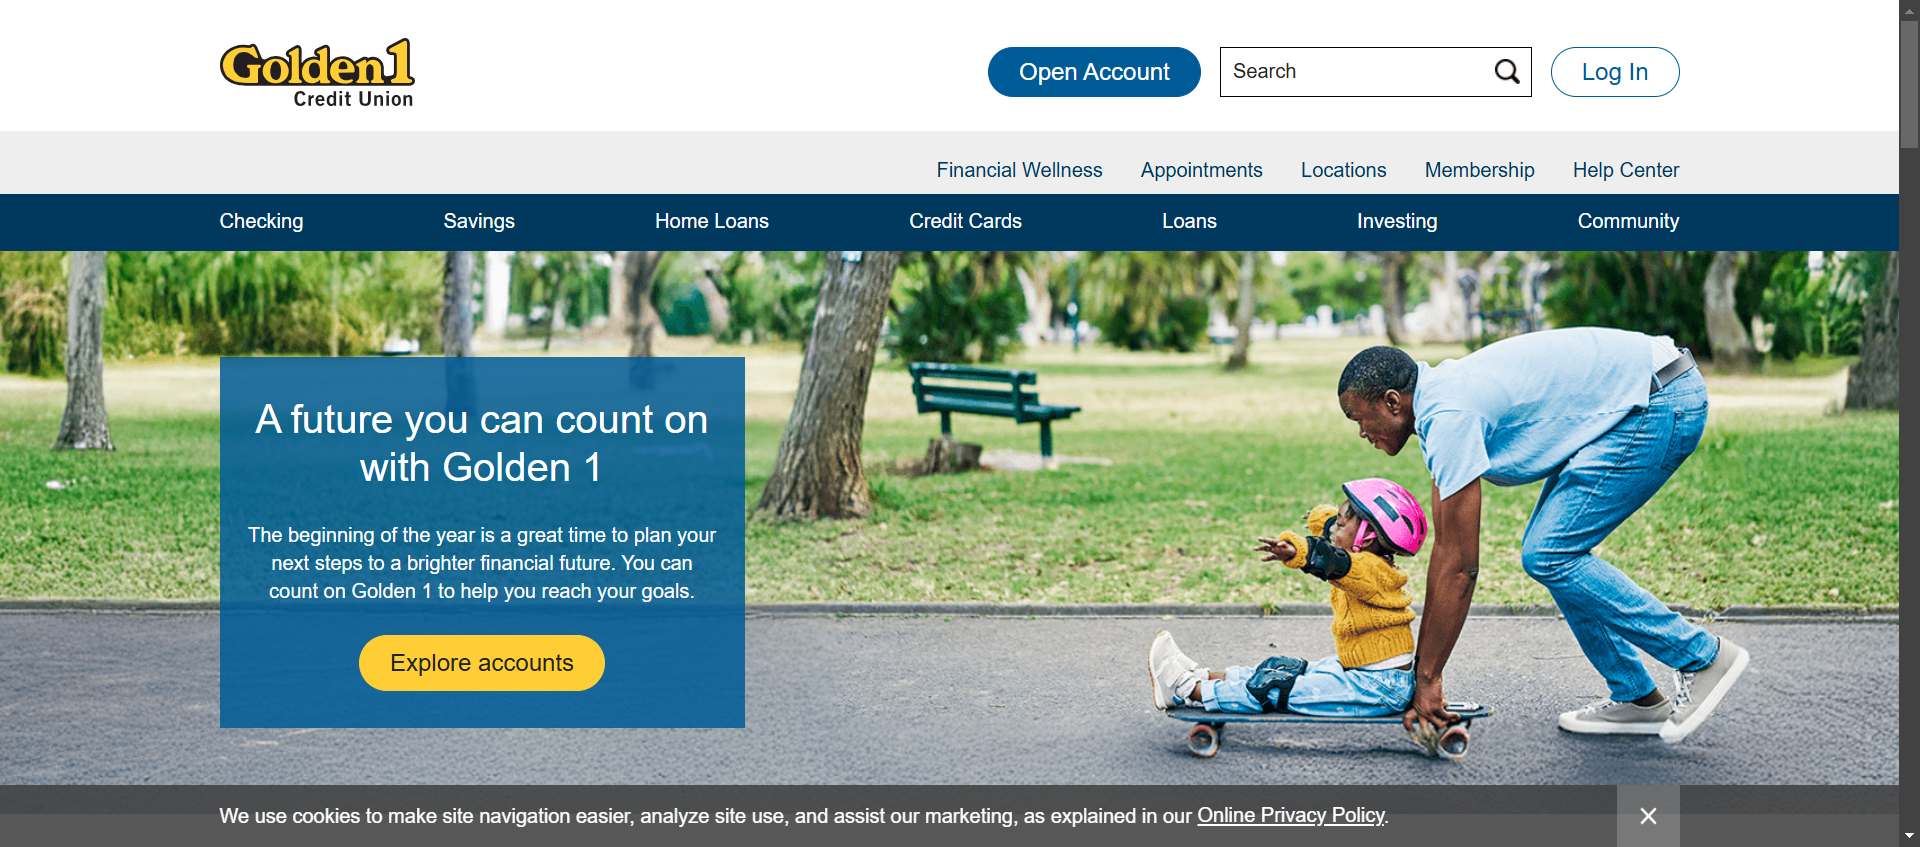 Golden1
Credit Union
Open Account
Search
Log In
Financial Wellness
Appointments
Locations
Membership
Help Center
Checking
Savings
Home Loans
Credit Cards
Loans
Investing
Community
A future you can count on
with Golden 1
The beginning of the year is a great time to plan your
next steps to a brighter financial future. You can
count on Golden 1 to help you reach your goals.
Explore accounts
We use cookies to make site navigation easier, analyze site use, and assist our marketing, as explained in our Online Privacy Policy.